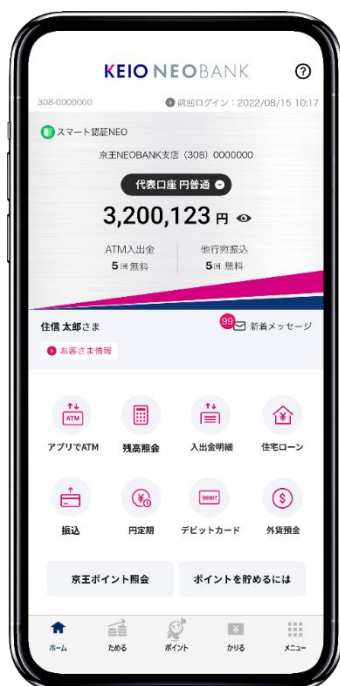 KEIO NEOBANK
308-0000000 前回ログイン：2022/08/15 10:17
スマート認証NEO
京王NEOBANK支店（308）0000000
代表口座 円普通
3,200,123 円
ATM入出金 他行宛振込
5回 無料 5回 無料
住信 太郎さま 99 新着メッセージ
お客さま情報
ATM
アプリでATM 残高照会 入出金明細 住宅ローン
DEBIT
振込 円定期 デビットカード 外貨預金
京王ポイント照会 ポイントを貯めるには
ホーム ためる ポイント かりる メニュー